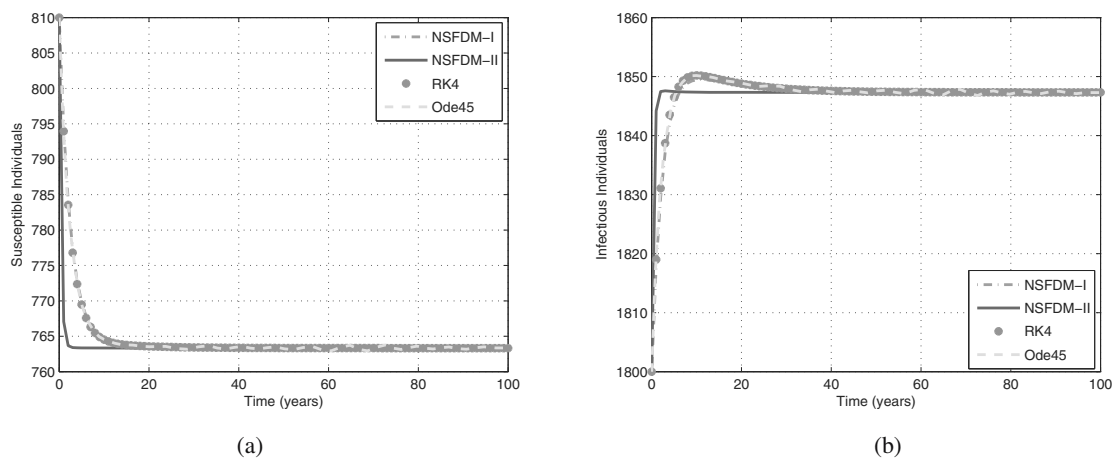 810
805
800
795
790
785
780
775
770
765
760
Susceptible Individuals
NSFDM-I
NSFDM-II
RK4
Ode45
0
20
40
60
80
100
Time (years)
(a)
1860
1850
1840
1830
1820
1810
1800
Infectious Individuals
NSFDM-I
NSFDM-II
RK4
Ode45
0
20
40
60
80
100
Time (years)
(b)